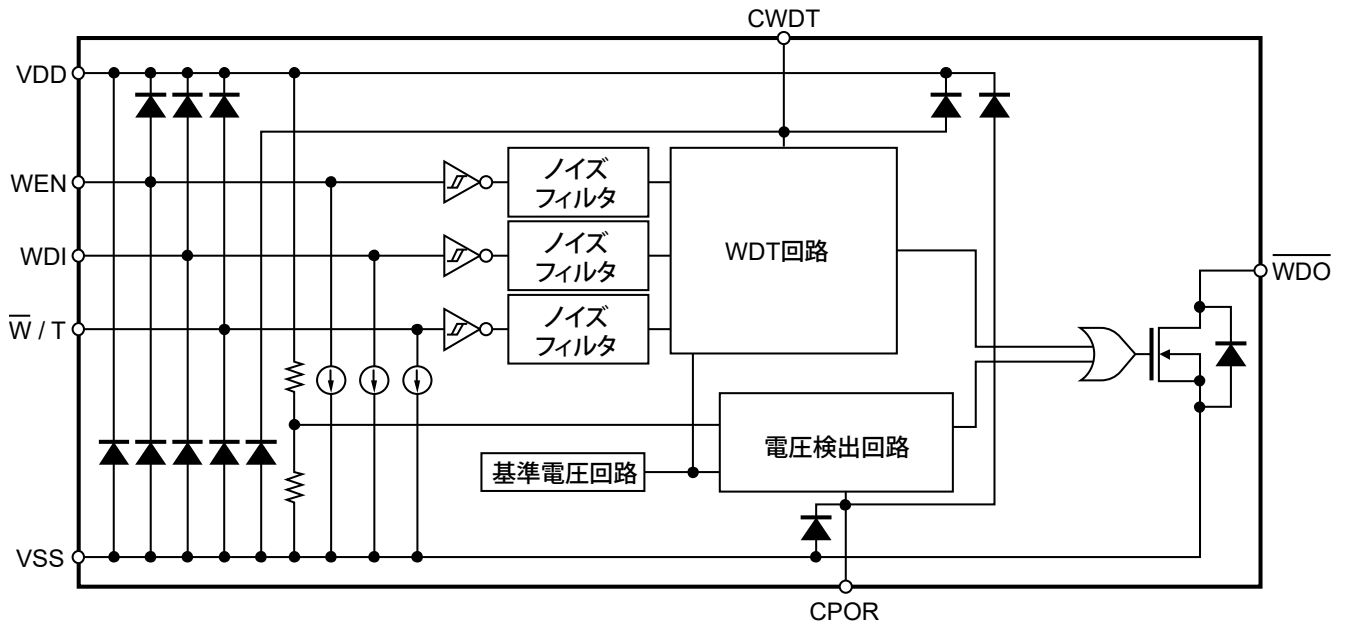 CWDT
VDD
WEN
ノイズ
フィルタ
WDI
ノイズ
フィルタ
WDT回路
W̅ / T
ノイズ
フィルタ
W̅D̅O̅
電圧検出回路
基準電圧回路
VSS
CPOR